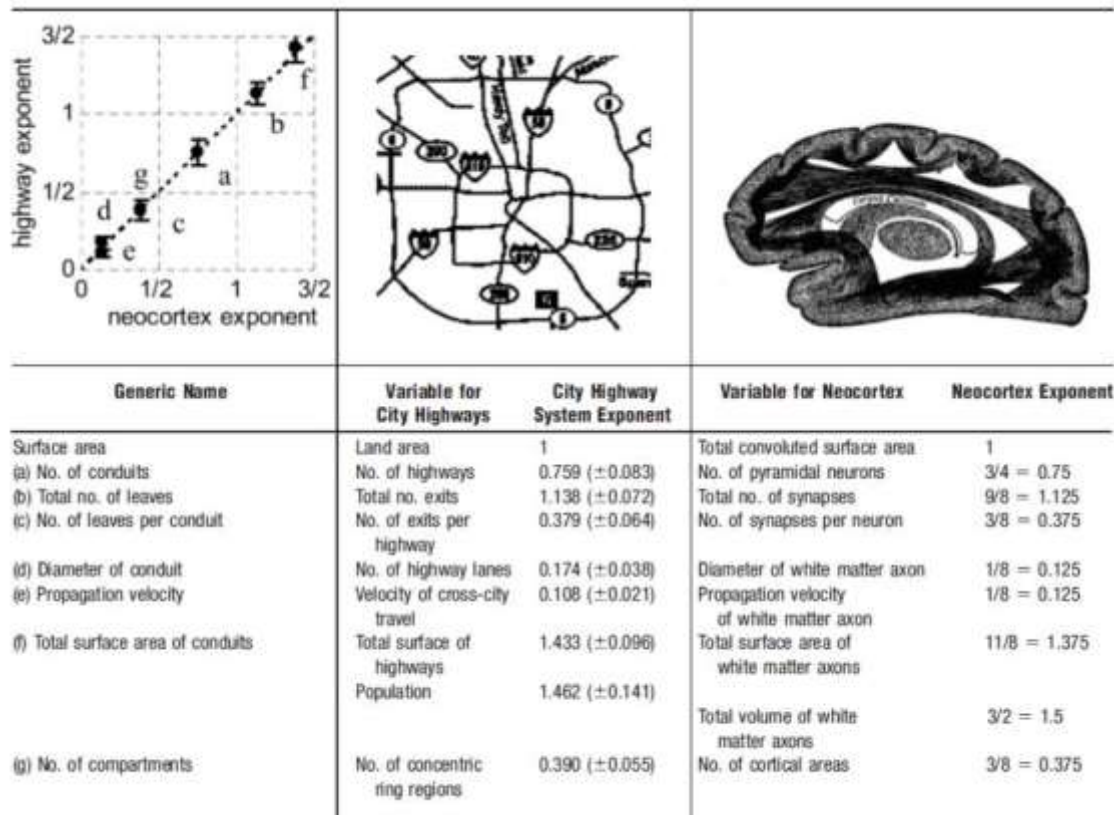 3/2
1
1/2
0
highway exponent
d
e
g
c
a
b
f
0
1/2
1
3/2
neocortex exponent
6
8
290
6
Generic Name
Variable for
City Highways
City Highway
System Exponent
Variable for Neocortex
Neocortex Exponent
Surface area
Land area
1
Total convoluted surface area
1
(a) No. of conduits
No. of highways
0.759 (±0.083)
No. of pyramidal neurons
3/4 = 0.75
(b) Total no. of leaves
Total no. exits
1.138 (±0.072)
Total no. of synapses
9/8 = 1.125
(c) No. of leaves per conduit
No. of exits per
highway
0.379 (±0.064)
No. of synapses per neuron
3/8 = 0.375
(d) Diameter of conduit
No. of highway lanes
0.174 (±0.038)
Diameter of white matter axon
1/8 = 0.125
(e) Propagation velocity
Velocity of cross-city
travel
0.108 (±0.021)
Propagation velocity
of white matter axon
1/8 = 0.125
(f) Total surface area of conduits
Total surface of
highways
1.433 (±0.096)
Total surface area of
white matter axons
11/8 = 1.375
Population
1.462 (±0.141)
Total volume of white
matter axons
3/2 = 1.5
(g) No. of compartments
No. of concentric
ring regions
0.390 (±0.055)
No. of cortical areas
3/8 = 0.375